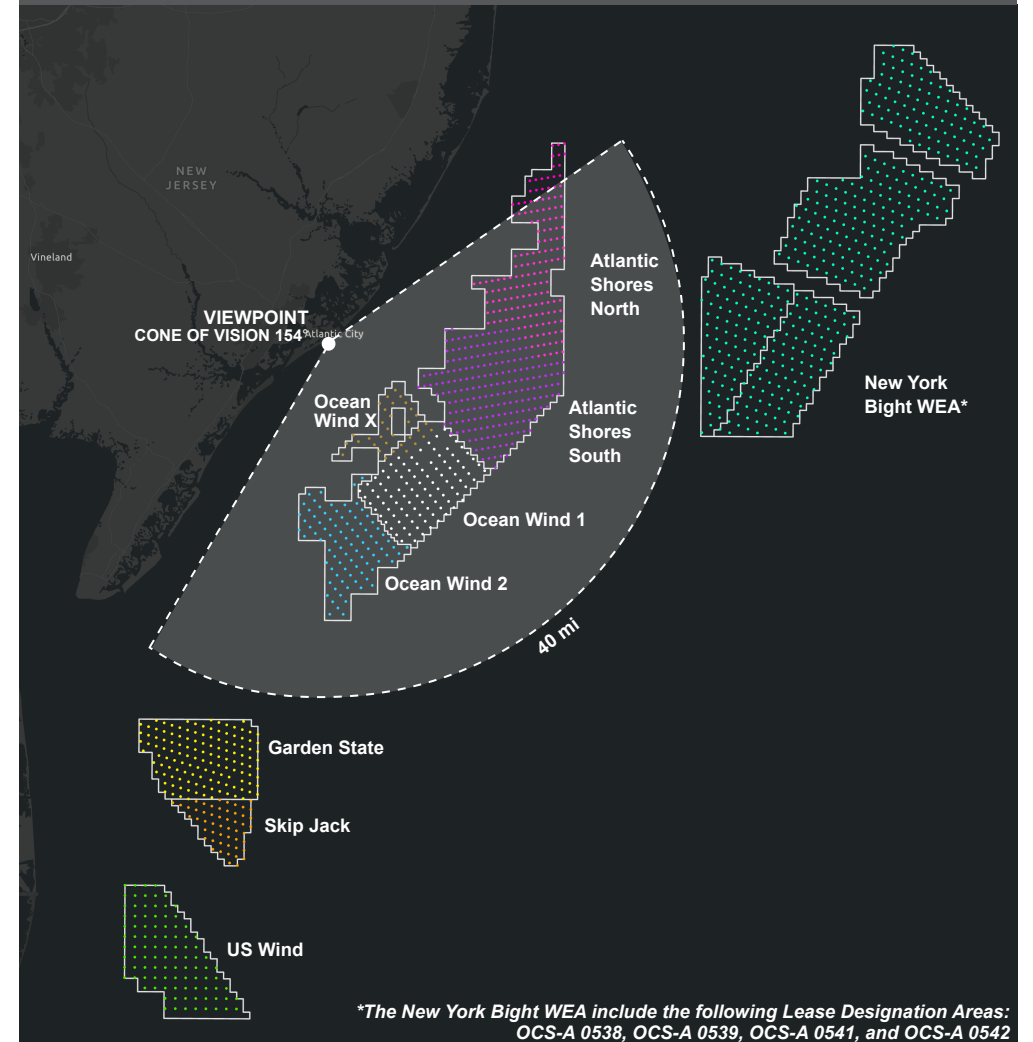 NEW
JERSEY
Vineland
VIEWPOINT
CONE OF VISION 154°
Atlantic City
Atlantic
Shores
North
Ocean
Wind X
New York
Bight WEA*
Atlantic
Shores
South
Ocean Wind 1
Ocean Wind 2
40 mi
Garden State
Skip Jack
US Wind
*The New York Bight WEA include the following Lease Designation Areas:
OCS-A 0538, OCS-A 0539, OCS-A 0541, and OCS-A 0542